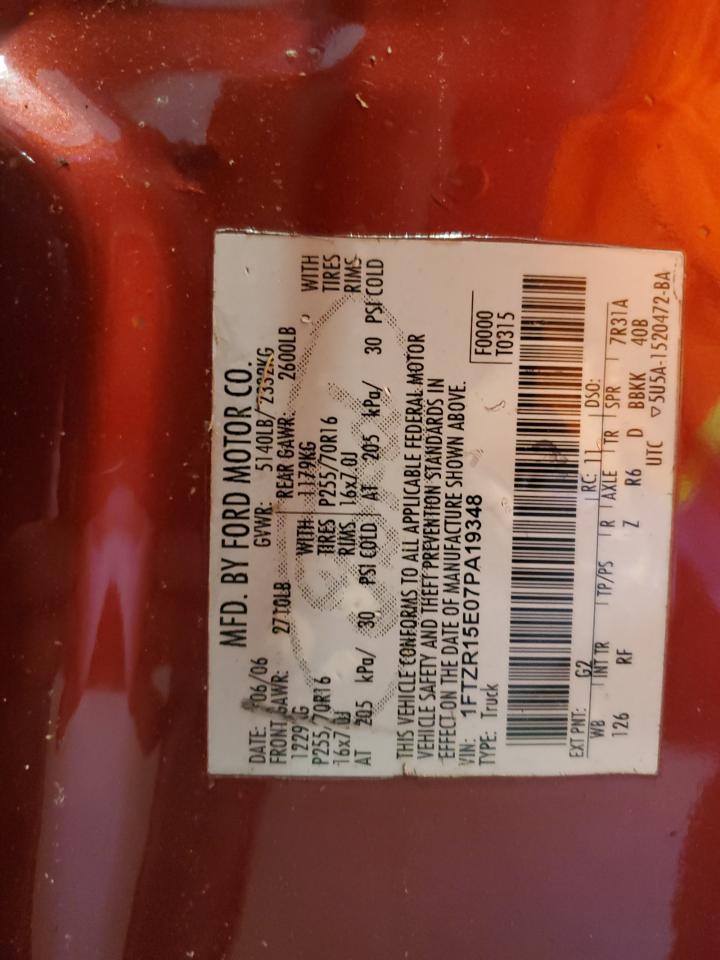 MFD. BY FORD MOTOR CO.
DATE: 06/06 GVWR: 5140LB/ 2332KG
FRONT GAWR: 2710LB REAR GAWR: 2600LB
1229 G WITH 1179KG WITH
P255/70R16 TIRES P255/70R16 TIRES
16x7.0J RIMS 16x7.0J RIMS
AT 205 kPa/ 30 PSI COLD AT 205 kPa/ 30 PSI COLD
THIS VEHICLE CONFORMS TO ALL APPLICABLE FEDERAL MOTOR
VEHICLE SAFETY AND THEFT PREVENTION STANDARDS IN
EFFECT ON THE DATE OF MANUFACTURE SHOWN ABOVE.
VIN: 1FTZR15E07PA19348 F0000
TYPE: Truck T0315
EXT PNT: G2 RC: 11 DSO:
WB INT TR TP/PS R AXLE TR SPR 7R31A
126 RF Z R6 D BBKK 40B
UTC ▽5U5A-1520472-BA